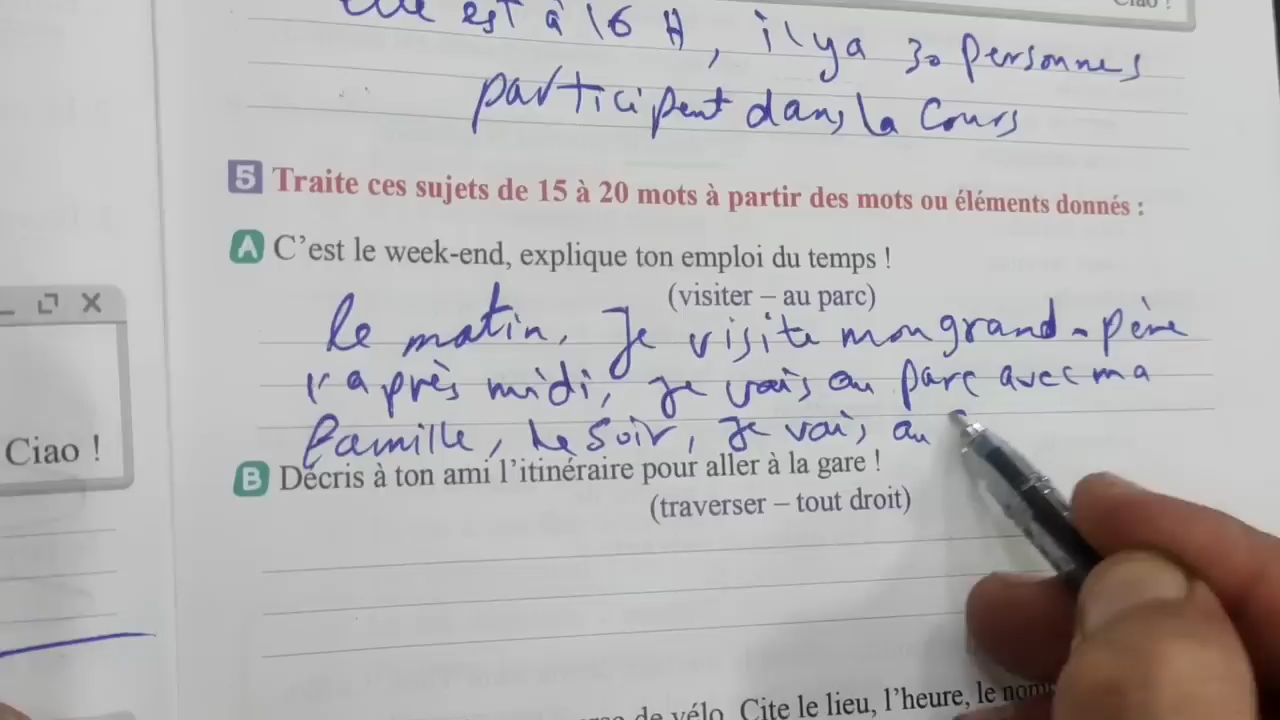 Ciao !
elle est à 16 H, il y a 30 personnes
participent dans la cours
5 Traite ces sujets de 15 à 20 mots à partir des mots ou éléments donnés :
A C'est le week-end, explique ton emploi du temps !
(visiter – au parc)
le matin, Je visite mon grand-père
l'après midi, je vais au parc avec ma
famille, le soir, je vais au
Ciao !
B Décris à ton ami l'itinéraire pour aller à la gare !
(traverser – tout droit)
de vélo. Cite le lieu, l'heure, le